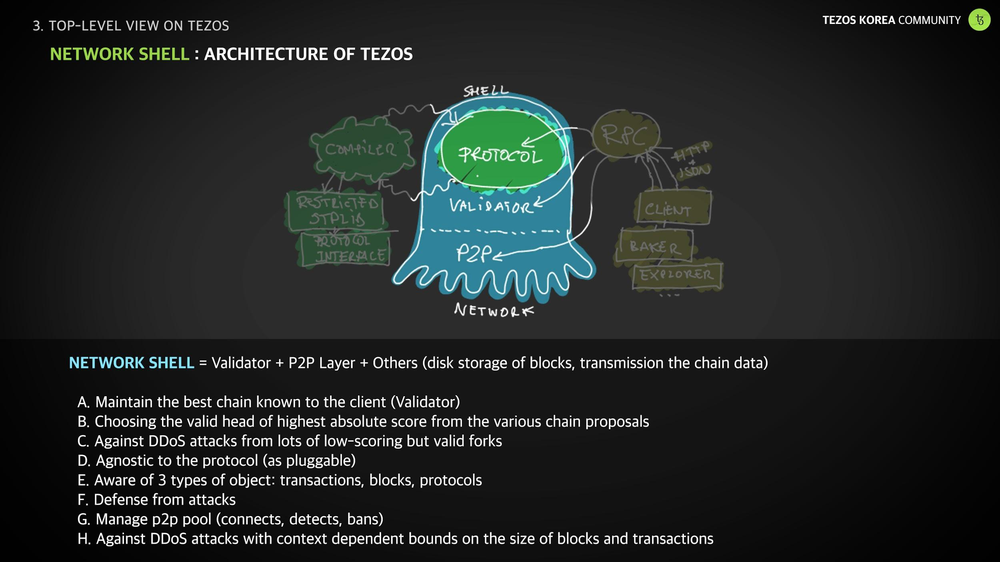 3. TOP-LEVEL VIEW ON TEZOS
TEZOS KOREA COMMUNITY
NETWORK SHELL : ARCHITECTURE OF TEZOS
SHELL
COMPILER
PROTOCOL
RPC
HTTP
+
JSON
RESTRICTED
STDLIB
VALIDATOR
CLIENT
PROTOCOL
INTERFACE
P2P
BAKER
EXPLORER
...
NETWORK
NETWORK SHELL = Validator + P2P Layer + Others (disk storage of blocks, transmission the chain data)
A. Maintain the best chain known to the client (Validator)
B. Choosing the valid head of highest absolute score from the various chain proposals
C. Against DDoS attacks from lots of low-scoring but valid forks
D. Agnostic to the protocol (as pluggable)
E. Aware of 3 types of object: transactions, blocks, protocols
F. Defense from attacks
G. Manage p2p pool (connects, detects, bans)
H. Against DDoS attacks with context dependent bounds on the size of blocks and transactions